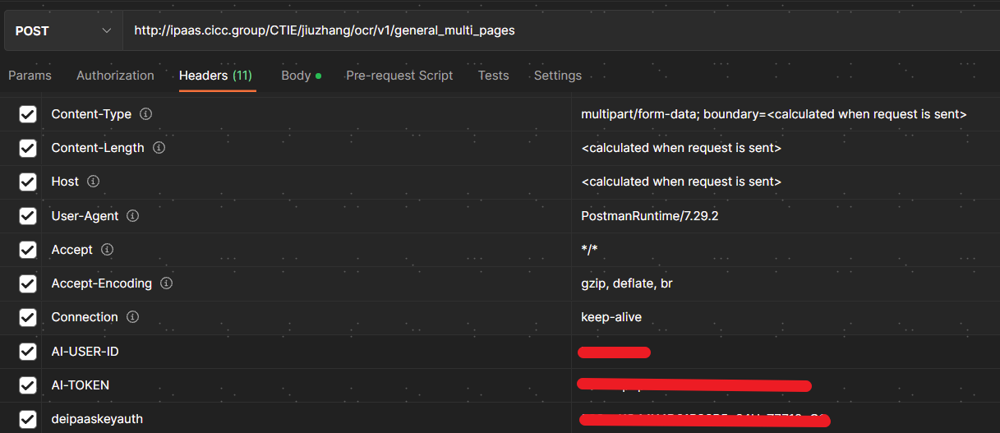 POST http://ipaas.cicc.group/CTIE/jiuzhang/ocr/v1/general_multi_pages
Params Authorization Headers (11) Body Pre-request Script Tests Settings
Content-Type multipart/form-data; boundary=<calculated when request is sent>
Content-Length <calculated when request is sent>
Host <calculated when request is sent>
User-Agent PostmanRuntime/7.29.2
Accept */*
Accept-Encoding gzip, deflate, br
Connection keep-alive
AI-USER-ID
AI-TOKEN
deipaaskeyauth